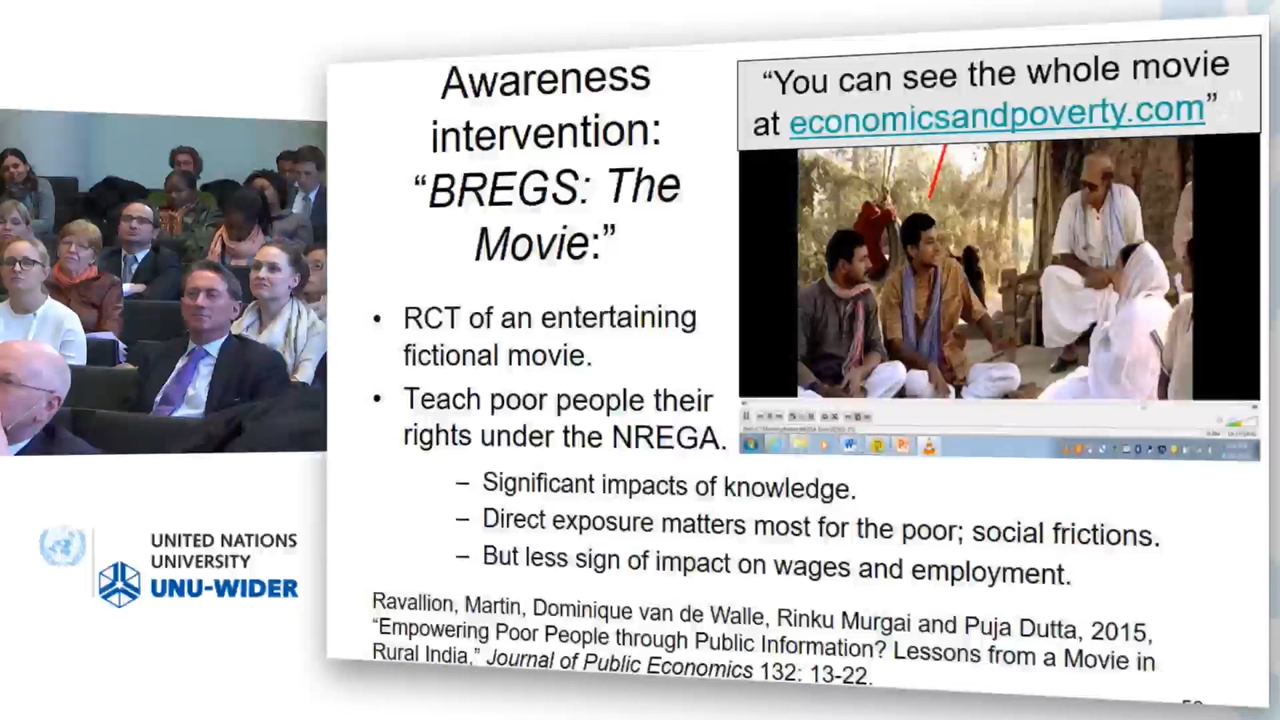 Awareness
intervention:
“BREGS: The
Movie:”
“You can see the whole movie
at economicsandpoverty.com”
• RCT of an entertaining
fictional movie.
• Teach poor people their
rights under the NREGA.
– Significant impacts of knowledge.
– Direct exposure matters most for the poor; social frictions.
– But less sign of impact on wages and employment.
Ravallion, Martin, Dominique van de Walle, Rinku Murgai and Puja Dutta, 2015,
“Empowering Poor People through Public Information? Lessons from a Movie in
Rural India,” Journal of Public Economics 132: 13-22.
UNITED NATIONS
UNIVERSITY
UNU-WIDER